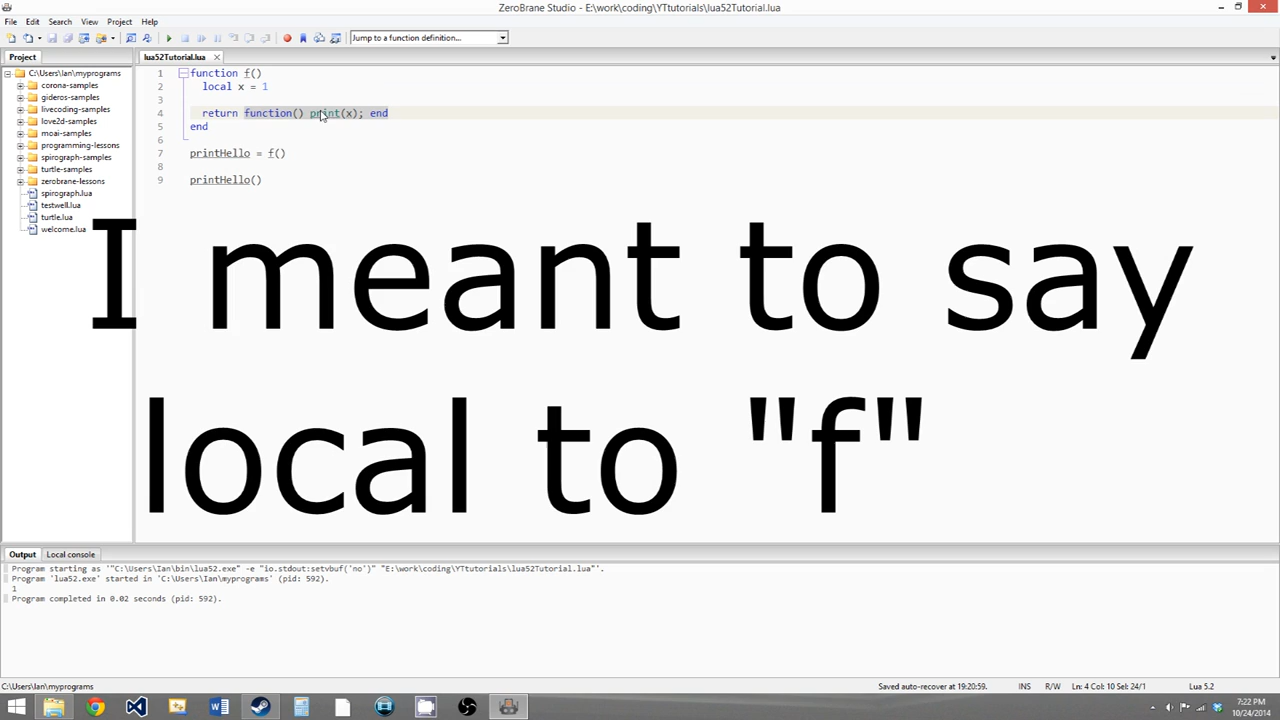 ZeroBrane Studio - E:\work\coding\YTtutorials\lua52Tutorial.lua
File Edit Search View Project Help
Jump to a function definition...
Project
lua52Tutorial.lua
C:\Users\Ian\myprograms
corona-samples
gideros-samples
livecoding-samples
love2d-samples
moai-samples
programming-lessons
spirograph-samples
turtle-samples
zerobrane-lessons
spirograph.lua
testwell.lua
turtle.lua
welcome.lua
1 function f()
2 local x = 1
3
4 return function() print(x); end
5 end
6
7 printHello = f()
8
9 printHello()
I meant to say
local to "f"
Output Local console
Program starting as '"C:\Users\Ian\bin\lua52.exe" -e "io.stdout:setvbuf('no')" "E:\work\coding\YTtutorials\lua52Tutorial.lua"'.
Program 'lua52.exe' started in 'C:\Users\Ian\myprograms' (pid: 592).
1
Program completed in 0.02 seconds (pid: 592).
C:\Users\Ian\myprograms
Saved auto-recover at 19:20:59. INS R/W Ln: 4 Col: 10 Sel: 24/1 Lua 5.2
7:22 PM
10/24/2014